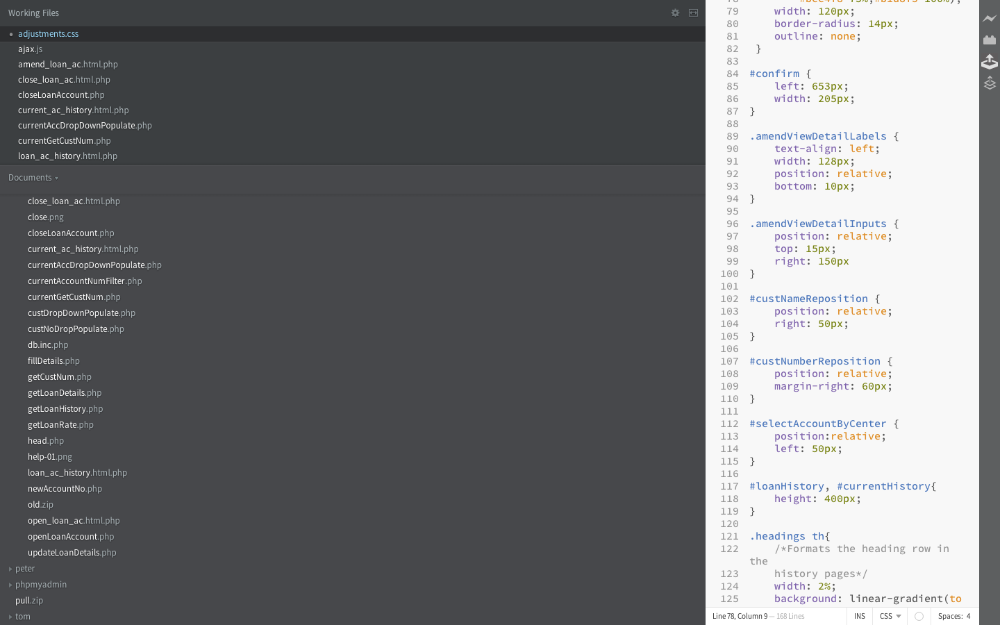 Working Files
adjustments.css
ajax.js
amend_loan_ac.html.php
close_loan_ac.html.php
closeLoanAccount.php
current_ac_history.html.php
currentAccDropDownPopulate.php
currentGetCustNum.php
loan_ac_history.html.php
Documents
close_loan_ac.html.php
close.png
closeLoanAccount.php
current_ac_history.html.php
currentAccDropDownPopulate.php
currentAccountNumFilter.php
currentGetCustNum.php
custDropDownPopulate.php
custNoDropPopulate.php
db.inc.php
fillDetails.php
getCustNum.php
getLoanDetails.php
getLoanHistory.php
getLoanRate.php
head.php
help-01.png
loan_ac_history.html.php
newAccountNo.php
old.zip
open_loan_ac.html.php
openLoanAccount.php
updateLoanDetails.php
peter
phpmyadmin
pull.zip
tom
79 width: 120px;
80 border-radius: 14px;
81 outline: none;
82 }
83
84 #confirm {
85 left: 653px;
86 width: 205px;
87 }
88
89 .amendViewDetailLabels {
90 text-align: left;
91 width: 128px;
92 position: relative;
93 bottom: 10px;
94 }
95
96 .amendViewDetailInputs {
97 position: relative;
98 top: 15px;
99 right: 150px
100 }
101
102 #custNameReposition {
103 position: relative;
104 right: 50px;
105 }
106
107 #custNumberReposition {
108 position: relative;
109 margin-right: 60px;
110 }
111
112 #selectAccountByCenter {
113 position:relative;
114 left: 50px;
115 }
116
117 #loanHistory, #currentHistory{
118 height: 400px;
119 }
120
121 .headings th{
122 /*Formats the heading row in
the
123 history pages*/
124 width: 2%;
125 background: linear-gradient(to
Line 78, Column 9 — 168 Lines
INS
CSS
Spaces: 4